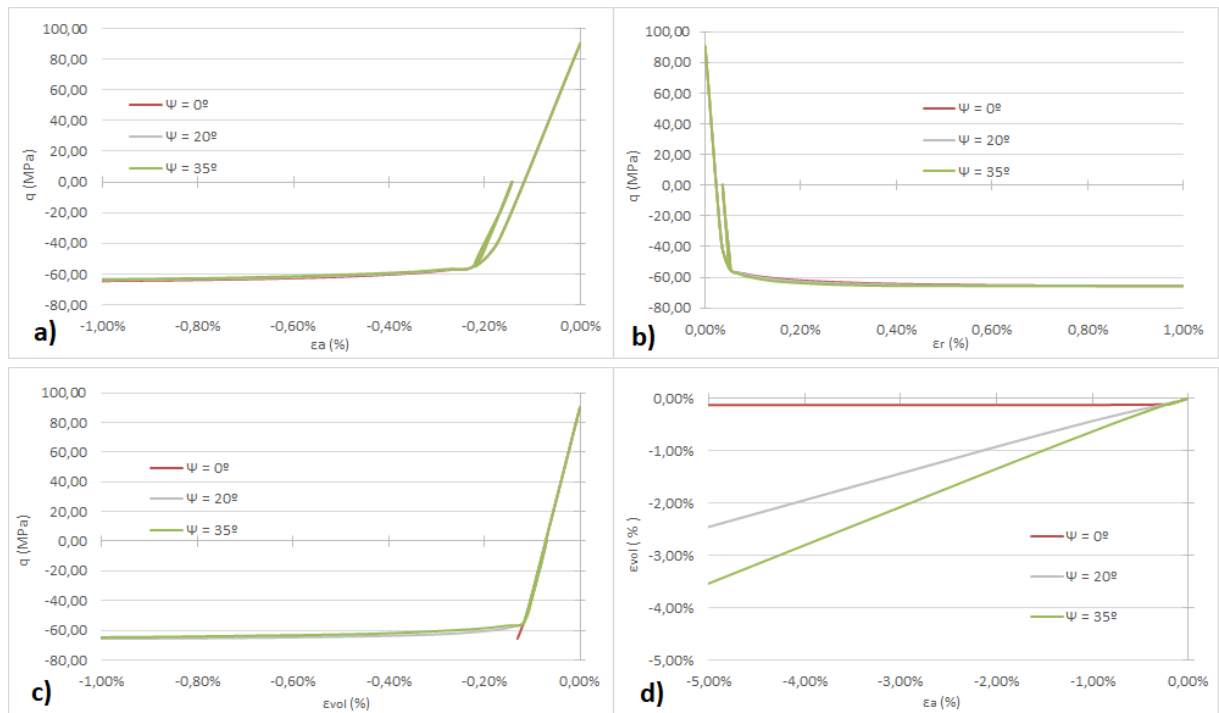 100,00
80,00
60,00
40,00
20,00
0,00
-20,00
-40,00
-60,00
-80,00
q (MPa)
Ψ = 0º
Ψ = 20º
Ψ = 35º
-1,00% -0,80% -0,60% -0,40% -0,20% 0,00%
εa (%)
a)
100,00
80,00
60,00
40,00
20,00
0,00
-20,00
-40,00
-60,00
-80,00
q (MPa)
Ψ = 0º
Ψ = 20º
Ψ = 35º
0,00% 0,20% 0,40% 0,60% 0,80% 1,00%
εr (%)
b)
100,00
80,00
60,00
40,00
20,00
0,00
-20,00
-40,00
-60,00
-80,00
q (MPa)
Ψ = 0º
Ψ = 20º
Ψ = 35º
-1,00% -0,80% -0,60% -0,40% -0,20% 0,00%
εvol (%)
c)
0,00%
-1,00%
-2,00%
-3,00%
-4,00%
-5,00%
εvol ( % )
Ψ = 0º
Ψ = 20º
Ψ = 35º
-5,00% -4,00% -3,00% -2,00% -1,00% 0,00%
εa (%)
d)